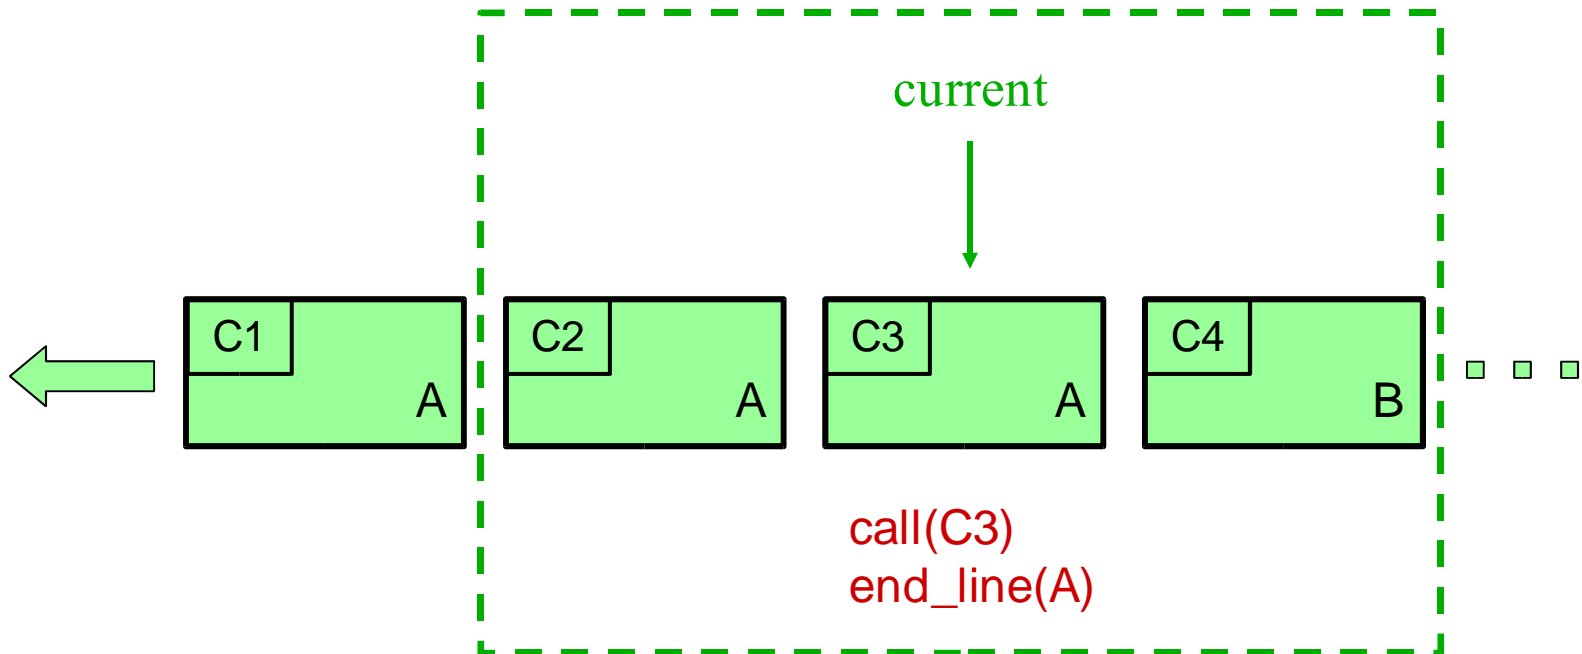 current
C1
C2
C3
C4
A
A
A
B
call(C3)
end_line(A)